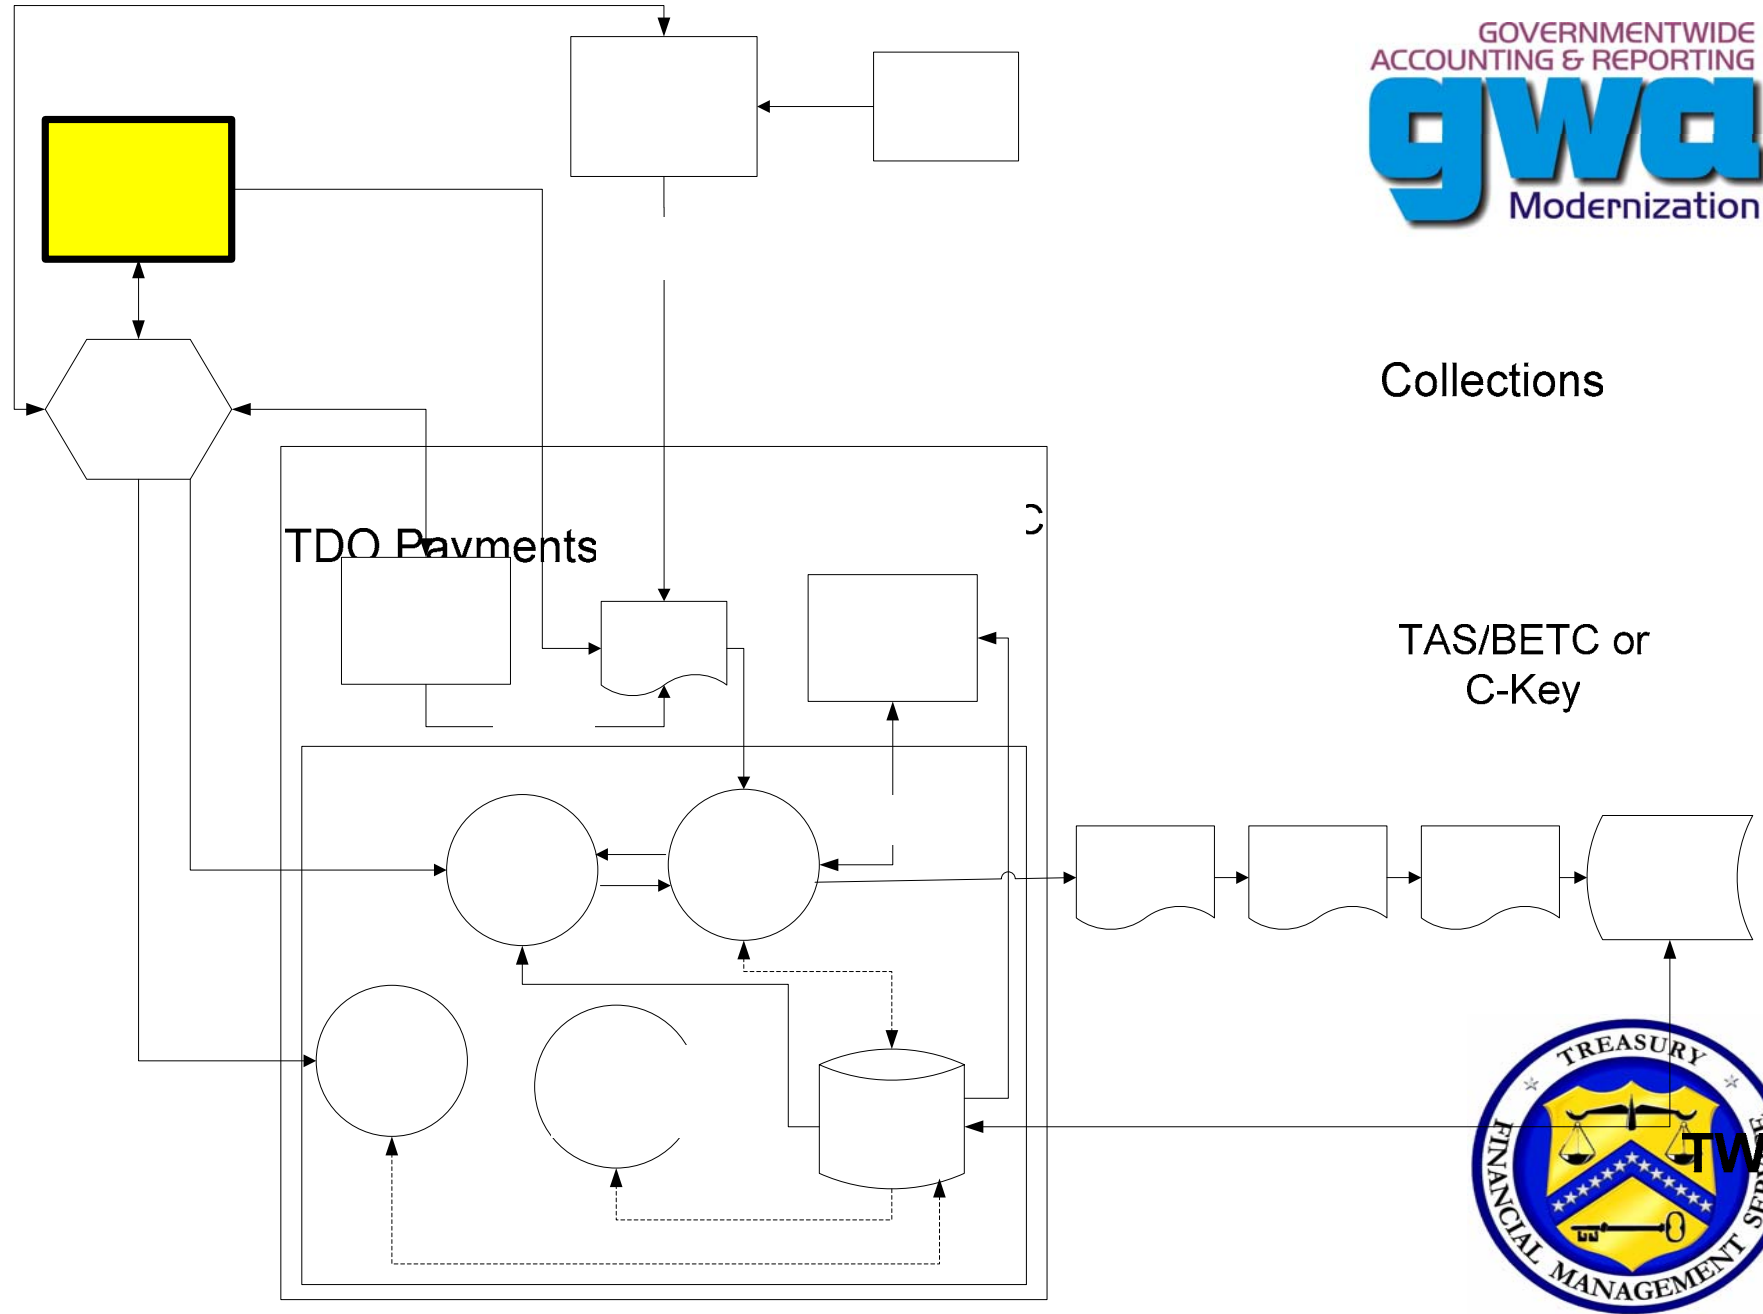 GOVERNMENTWIDE
ACCOUNTING & REPORTING
gwa
Modernization
Collections
TDO Payments
TAS/BETC or
C-Key
TREASURY
FINANCIAL MANAGEMENT